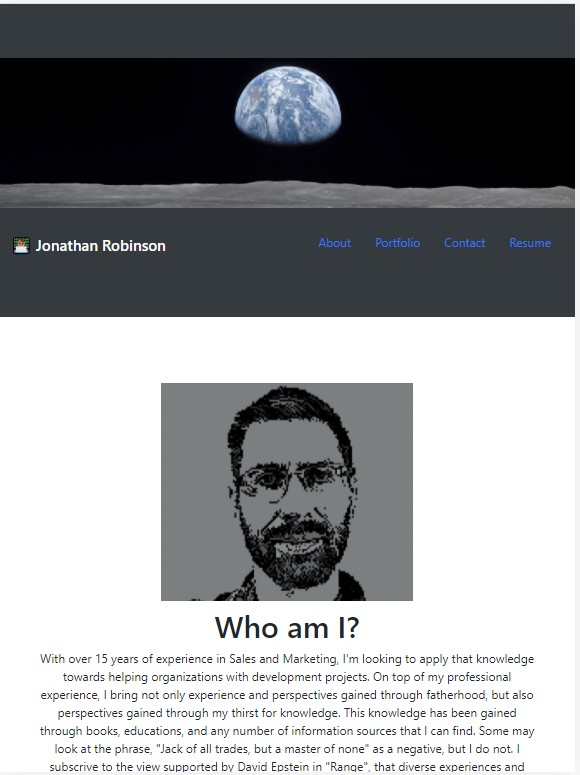 Jonathan Robinson
About Portfolio Contact Resume
Who am I?
With over 15 years of experience in Sales and Marketing, I'm looking to apply that knowledge
towards helping organizations with development projects. On top of my professional
experience, I bring not only experience and perspectives gained through fatherhood, but also
perspectives gained through my thirst for knowledge. This knowledge has been gained
through books, educations, and any number of information sources that I can find. Some may
look at the phrase, "Jack of all trades, but a master of none" as a negative, but I do not. I
subscrive to the view supported by David Epstein in "Range", that diverse experiences and